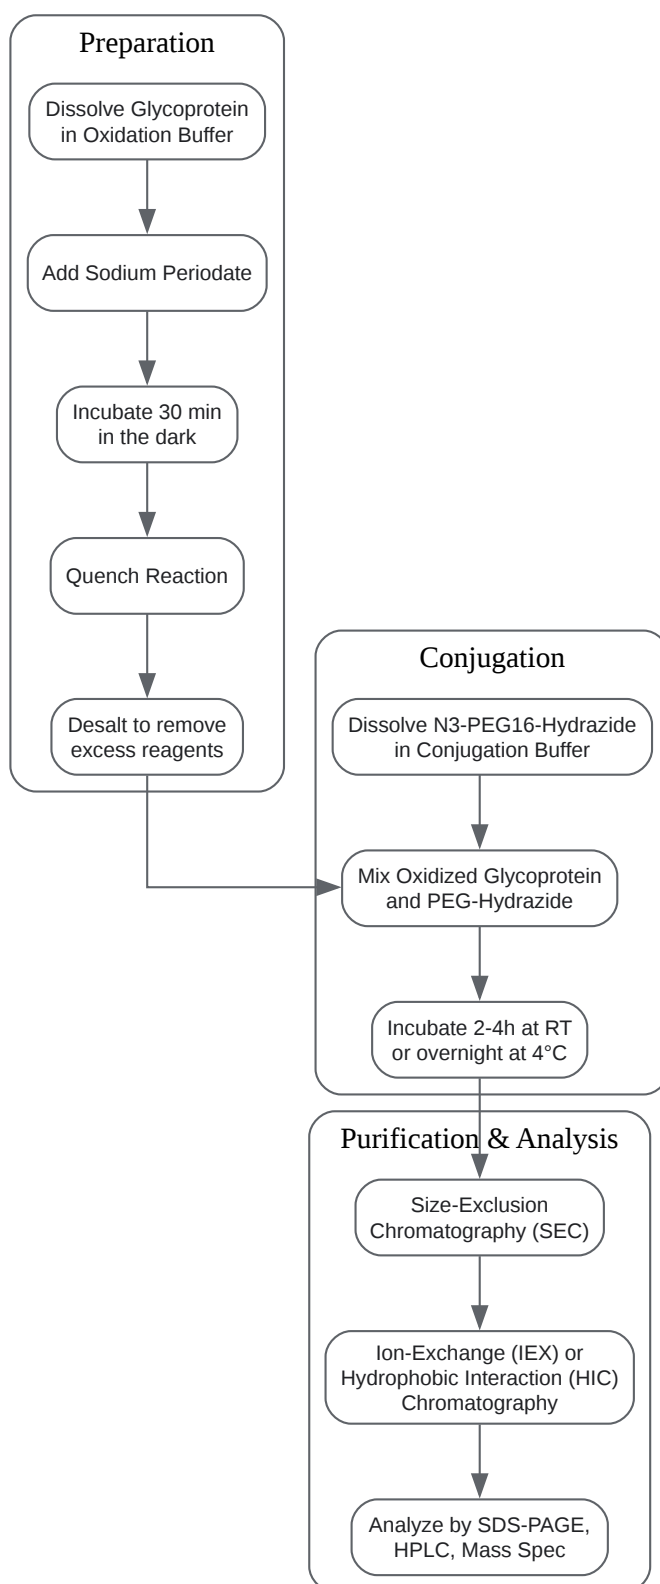 Preparation
Dissolve Glycoprotein
in Oxidation Buffer
Add Sodium Periodate
Incubate 30 min
in the dark
Quench Reaction
Desalt to remove
excess reagents
Conjugation
Dissolve N3-PEG16-Hydrazide
in Conjugation Buffer
Mix Oxidized Glycoprotein
and PEG-Hydrazide
Incubate 2-4h at RT
or overnight at 4°C
Purification & Analysis
Size-Exclusion
Chromatography (SEC)
Ion-Exchange (IEX) or
Hydrophobic Interaction (HIC)
Chromatography
Analyze by SDS-PAGE,
HPLC, Mass Spec